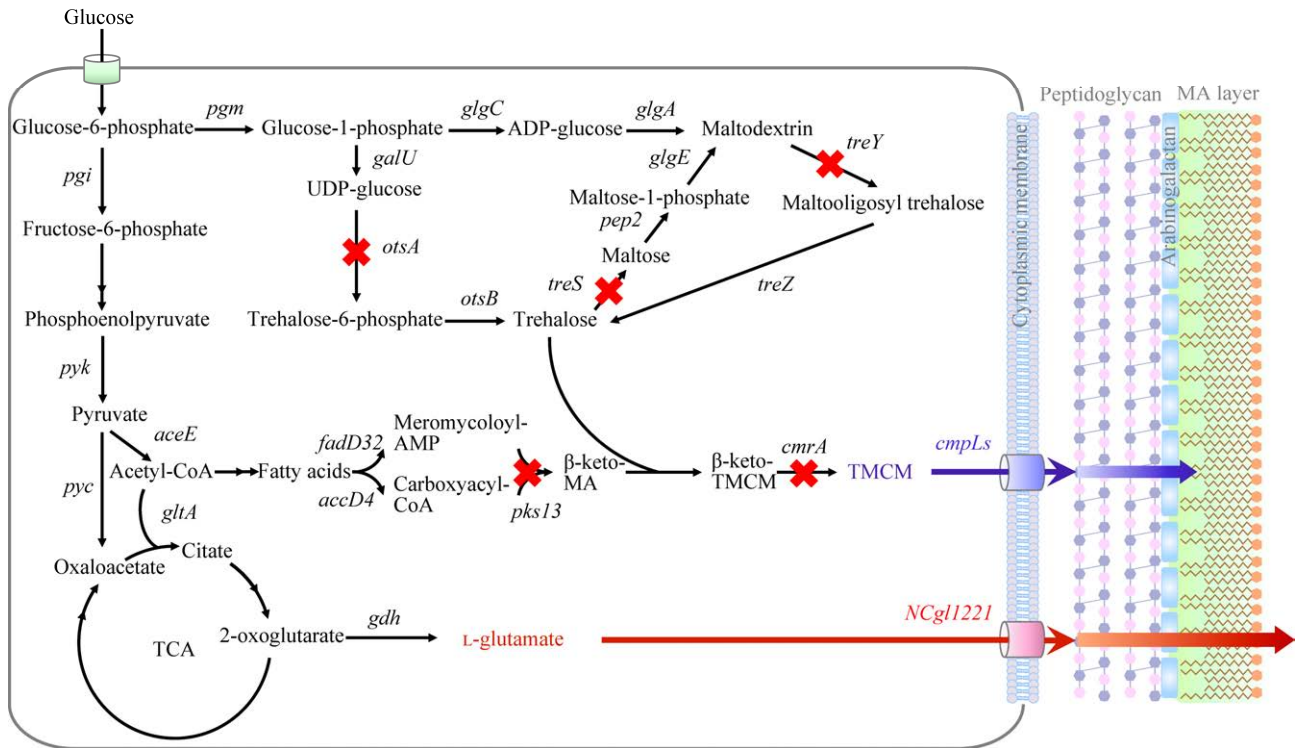 Glucose
Peptidoglycan
MA layer
Glucose-6-phosphate
pgm
Glucose-1-phosphate
glgC
ADP-glucose
glgA
Maltodextrin
treY
pgi
galU
glgE
UDP-glucose
Maltose-1-phosphate
Maltooligosyl trehalose
Fructose-6-phosphate
otsA
pep2
Maltose
Cytoplasmic membrane
Arabinogalactan
treS
treZ
Phosphoenolpyruvate
Trehalose-6-phosphate
otsB
Trehalose
pyk
Pyruvate
aceE
Meromycoloyl-
AMP
fadD32
Acetyl-CoA
Fatty acids
β-keto-
MA
β-keto-
TMCM
cmrA
TMCM
cmpLs
pyc
accD4
Carboxyacyl-
CoA
pks13
gltA
Citate
Oxaloacetate
TCA
2-oxoglutarate
gdh
L-glutamate
NCgl1221